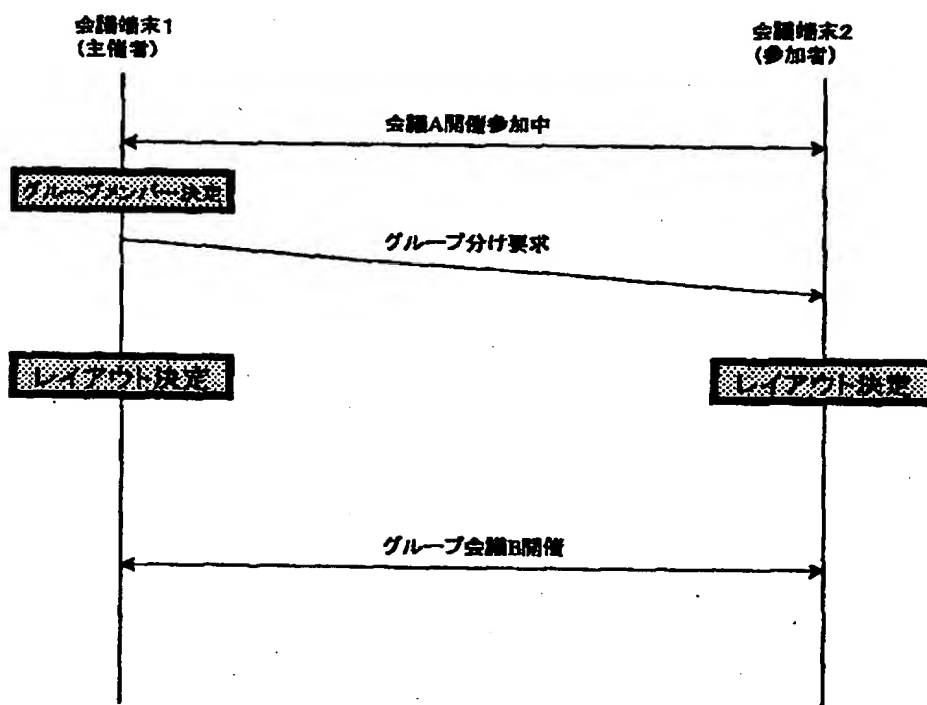 会議端末1
(主催者)
会議端末2
(参加者)
会議A開催参加中
グループメンバー決定
グループ分け要求
レイアウト決定
レイアウト決定
グループ会議B開催